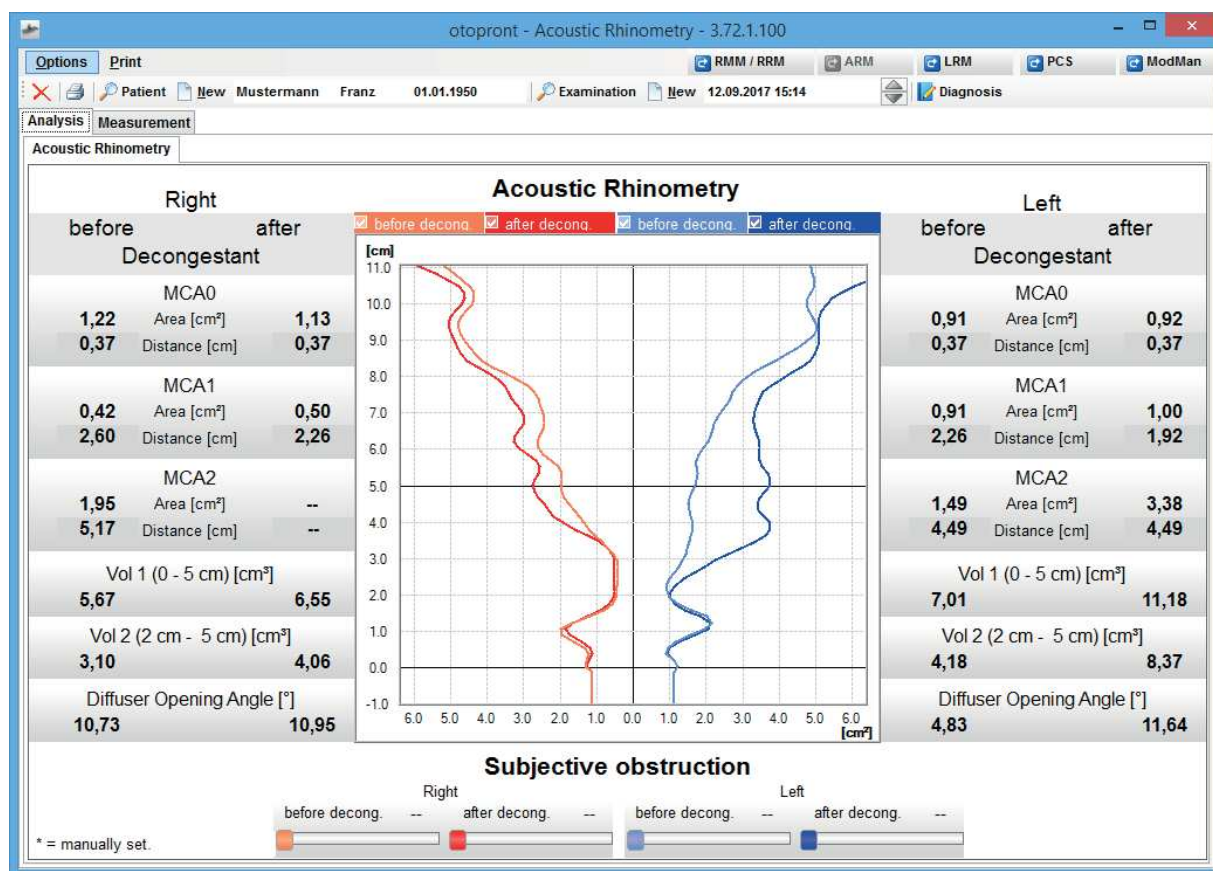 otopront - Acoustic Rhinometry - 3.72.1.100
Options Print RMM / RRM ARM LRM PCS ModMan
Patient New Mustermann Franz 01.01.1950 Examination New 12.09.2017 15:14 Diagnosis
Analysis Measurement
Acoustic Rhinometry
Acoustic Rhinometry
before decong. after decong. before decong. after decong.
Right
before after
Decongestant
MCA0
1,22 Area [cm²] 1,13
0,37 Distance [cm] 0,37
MCA1
0,42 Area [cm²] 0,50
2,60 Distance [cm] 2,26
MCA2
1,95 Area [cm²] --
5,17 Distance [cm] --
Vol 1 (0 - 5 cm) [cm³]
5,67 6,55
Vol 2 (2 cm - 5 cm) [cm³]
3,10 4,06
Diffuser Opening Angle [°]
10,73 10,95
[cm]
11.0
10.0
9.0
8.0
7.0
6.0
5.0
4.0
3.0
2.0
1.0
0.0
-1.0
6.0 5.0 4.0 3.0 2.0 1.0 0.0 1.0 2.0 3.0 4.0 5.0 6.0
[cm²]
Left
before after
Decongestant
MCA0
0,91 Area [cm²] 0,92
0,37 Distance [cm] 0,37
MCA1
0,91 Area [cm²] 1,00
2,26 Distance [cm] 1,92
MCA2
1,49 Area [cm²] 3,38
4,49 Distance [cm] 4,49
Vol 1 (0 - 5 cm) [cm³]
7,01 11,18
Vol 2 (2 cm - 5 cm) [cm³]
4,18 8,37
Diffuser Opening Angle [°]
4,83 11,64
Subjective obstruction
Right Left
before decong. -- after decong. -- before decong. -- after decong. --
* = manually set.